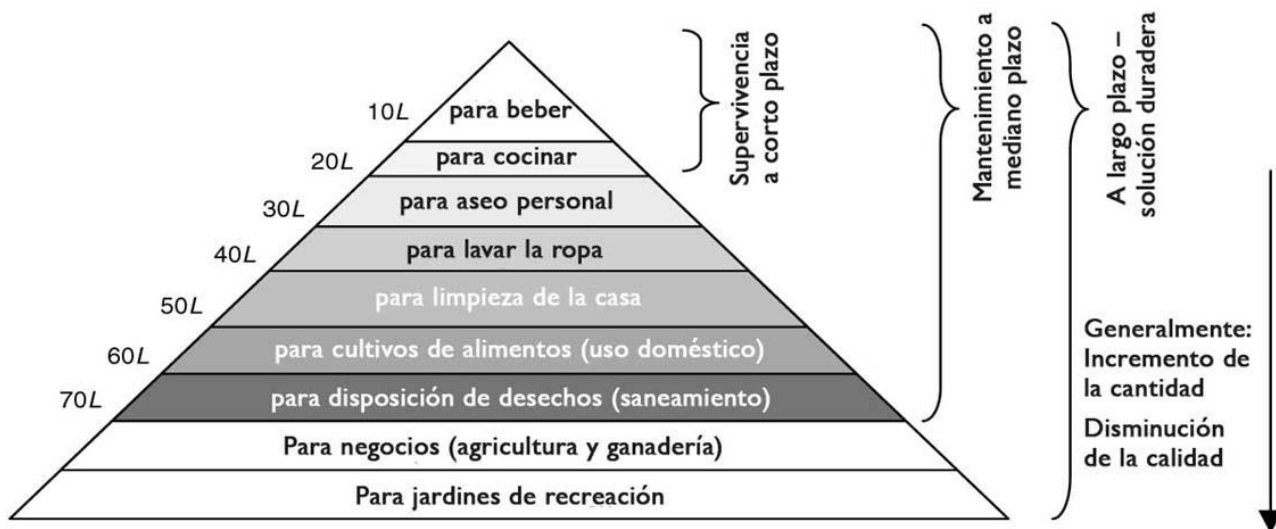 10L
para beber
20L
para cocinar
30L
para aseo personal
40L
para lavar la ropa
50L
para limpieza de la casa
60L
para cultivos de alimentos (uso doméstico)
70L
para disposición de desechos (saneamiento)
Para negocios (agricultura y ganadería)
Para jardines de recreación
Supervivencia
a corto plazo
Mantenimiento a
mediano plazo
A largo plazo –
solución duradera
Generalmente:
Incremento de
la cantidad
Disminución
de la calidad